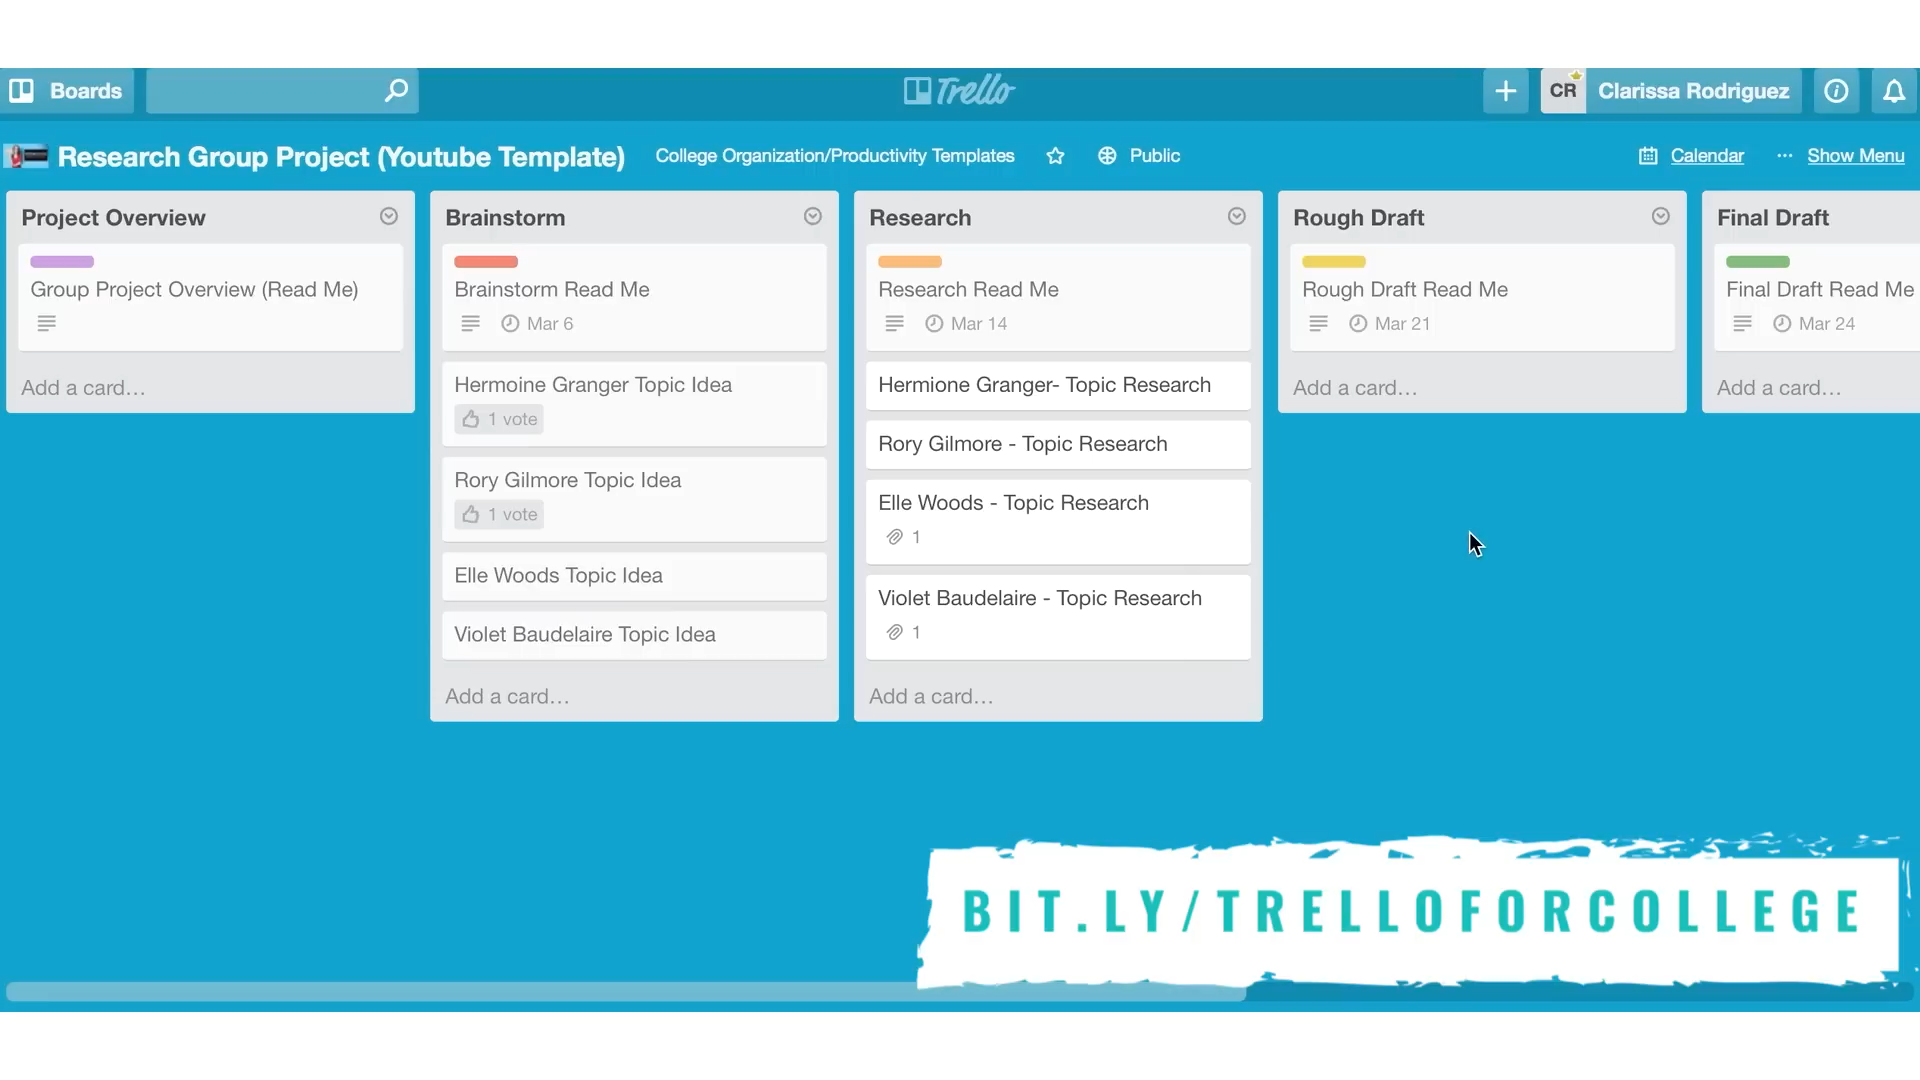 Boards
Trello
CR
Clarissa Rodriguez
Research Group Project (Youtube Template)
College Organization/Productivity Templates
Public
Calendar
Show Menu
Project Overview
Group Project Overview (Read Me)
Add a card…
Brainstorm
Brainstorm Read Me
Mar 6
Hermoine Granger Topic Idea
1 vote
Rory Gilmore Topic Idea
1 vote
Elle Woods Topic Idea
Violet Baudelaire Topic Idea
Add a card…
Research
Research Read Me
Mar 14
Hermione Granger- Topic Research
Rory Gilmore - Topic Research
Elle Woods - Topic Research
1
Violet Baudelaire - Topic Research
1
Add a card…
Rough Draft
Rough Draft Read Me
Mar 21
Add a card…
Final Draft
Final Draft Read Me
Mar 24
Add a card…
BIT.LY/TRELLOFORCOLLEGE